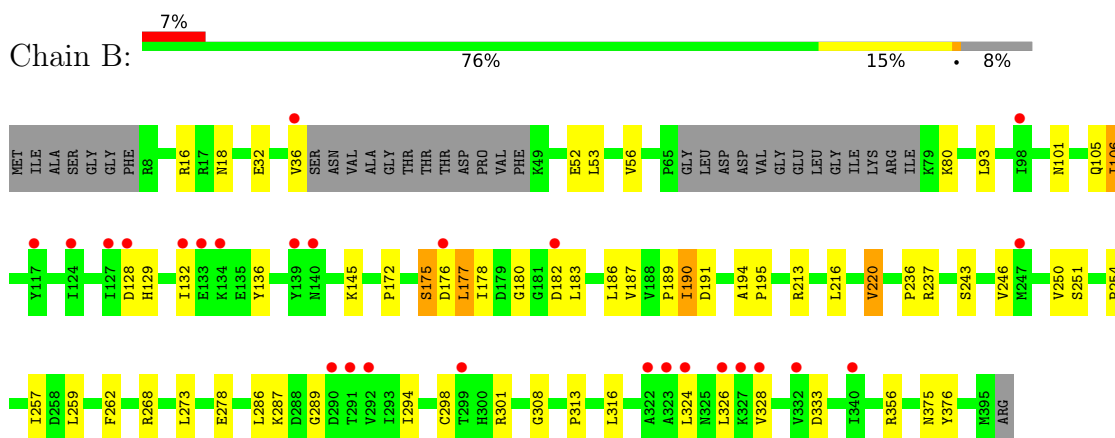 7%
Chain B:
76% 15% • 8%
MET ILE ALA SER GLY GLY PHE R8 R16 R17 N18 E32 V36 SER ASN VAL ALA GLY THR THR THR ASP PRO VAL PHE K49 E52 L53 V56 P65 GLY LEU ASP ASP VAL GLY GLU LEU GLY ILE LYS ARG ILE K79 K80 L93 I98 N101 Q105 I106
Y117 I124 I127 D128 H129 I132 E133 K134 E135 Y136 Y139 N140 K145 P172 S175 D176 L177 I178 D179 G180 G181 D182 L183 L186 V187 V188 P189 I190 D191 A194 P195 R213 L216 V220 P236 R237 S243 V246 M247 V250 S251
I257 D258 L259 F262 R268 L273 E278 L286 K287 D288 G289 D290 T291 V292 I293 I294 C298 T299 H300 R301 G308 P313 L316 A322 A323 L324 N325 L326 K327 V328 V332 D333 I340 R356 N375 Y376 M395 ARG